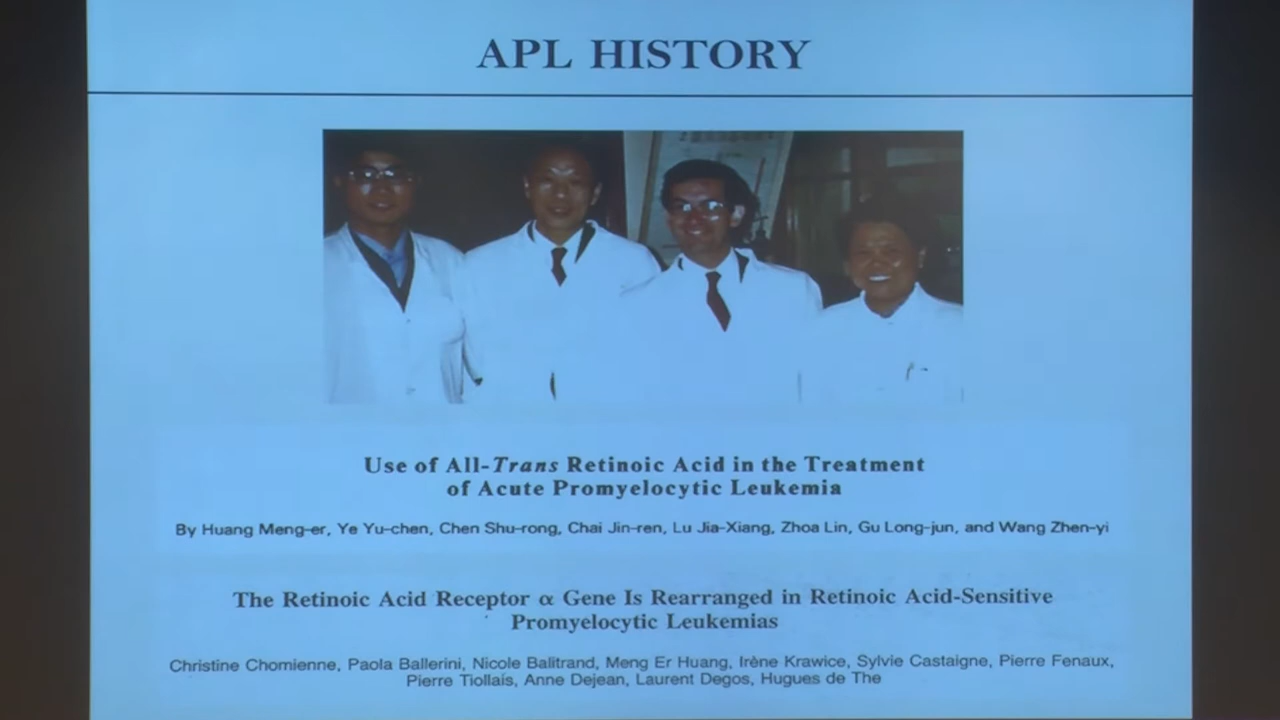 APL HISTORY
Use of All-Trans Retinoic Acid in the Treatment
of Acute Promyelocytic Leukemia
By Huang Meng-er, Ye Yu-chen, Chen Shu-rong, Chai Jin-ren, Lu Jia-Xiang, Zhoa Lin, Gu Long-jun, and Wang Zhen-yi
The Retinoic Acid Receptor α Gene Is Rearranged in Retinoic Acid-Sensitive
Promyelocytic Leukemias
Christine Chomienne, Paola Ballerini, Nicole Balitrand, Meng Er Huang, Irène Krawice, Sylvie Castaigne, Pierre Fenaux,
Pierre Tiollais, Anne Dejean, Laurent Degos, Hugues de The